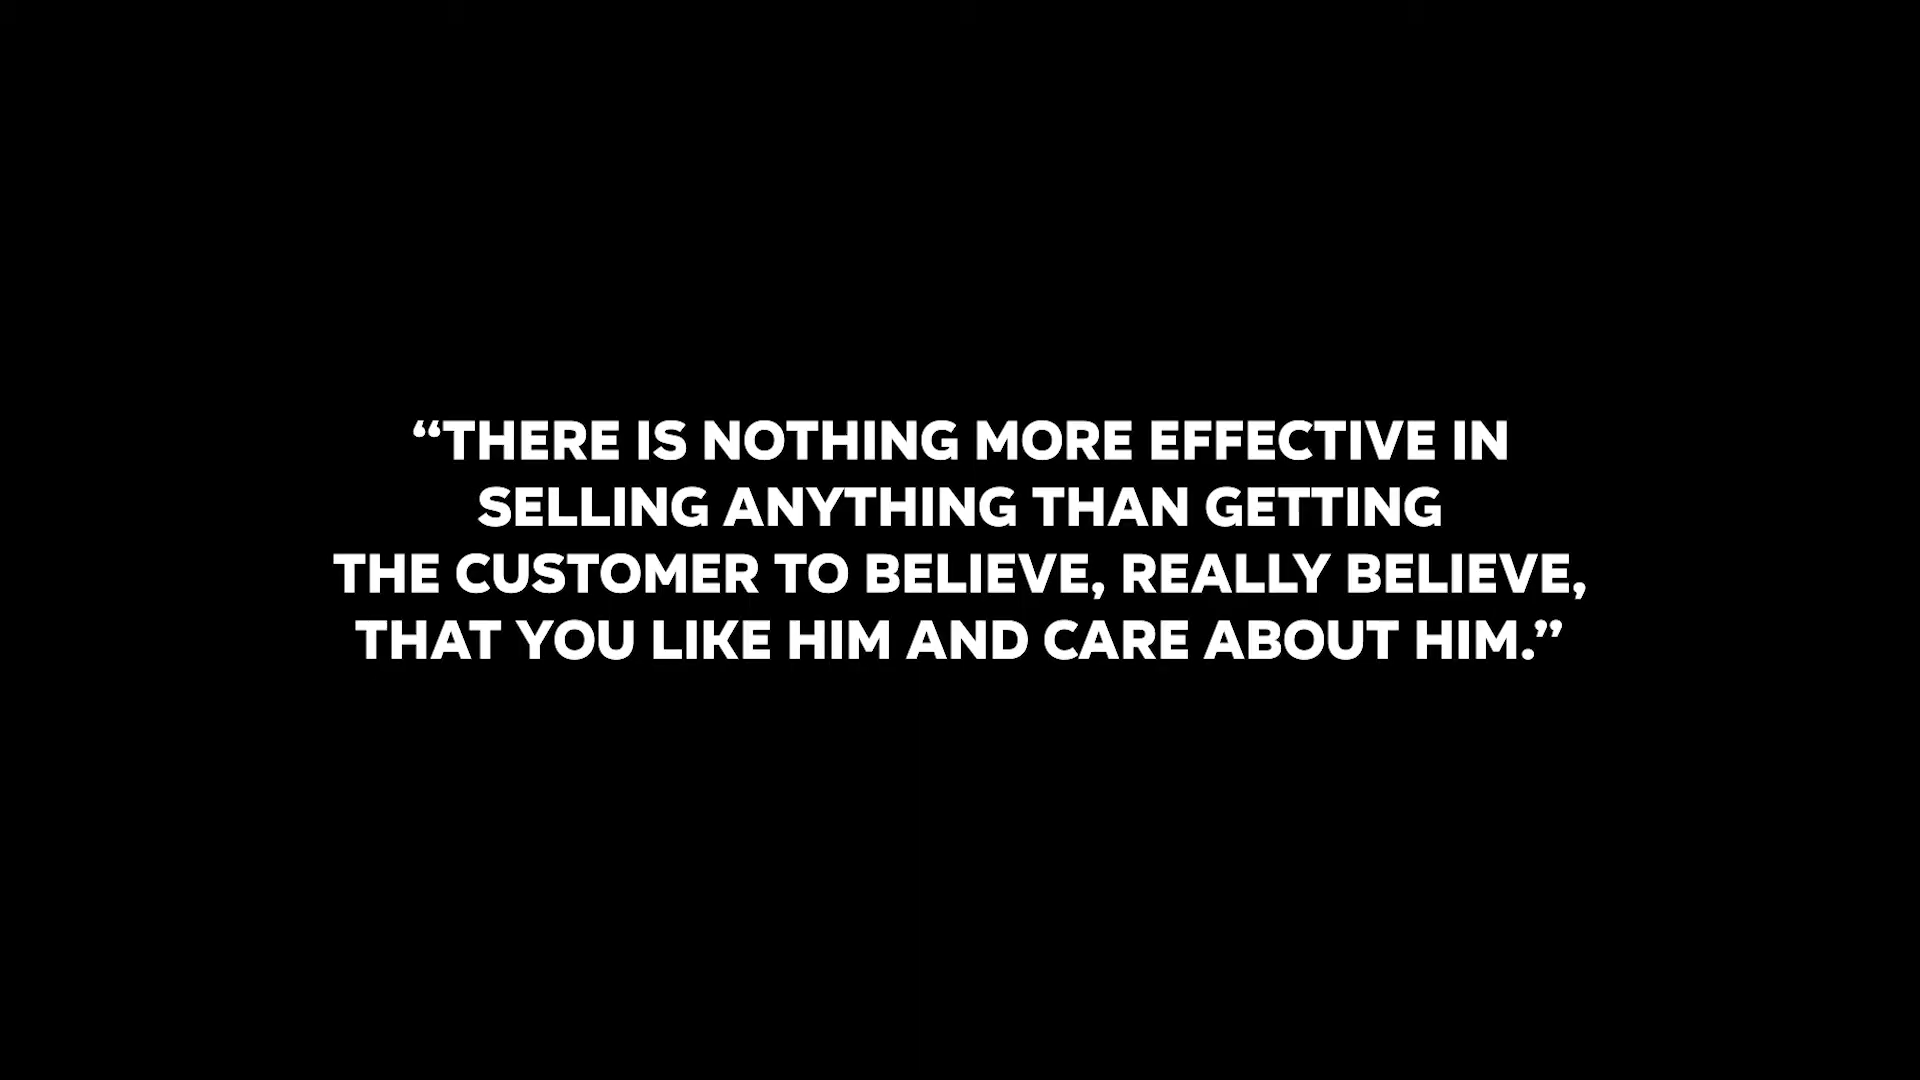 “THERE IS NOTHING MORE EFFECTIVE IN
SELLING ANYTHING THAN GETTING
THE CUSTOMER TO BELIEVE, REALLY BELIEVE,
THAT YOU LIKE HIM AND CARE ABOUT HIM.”